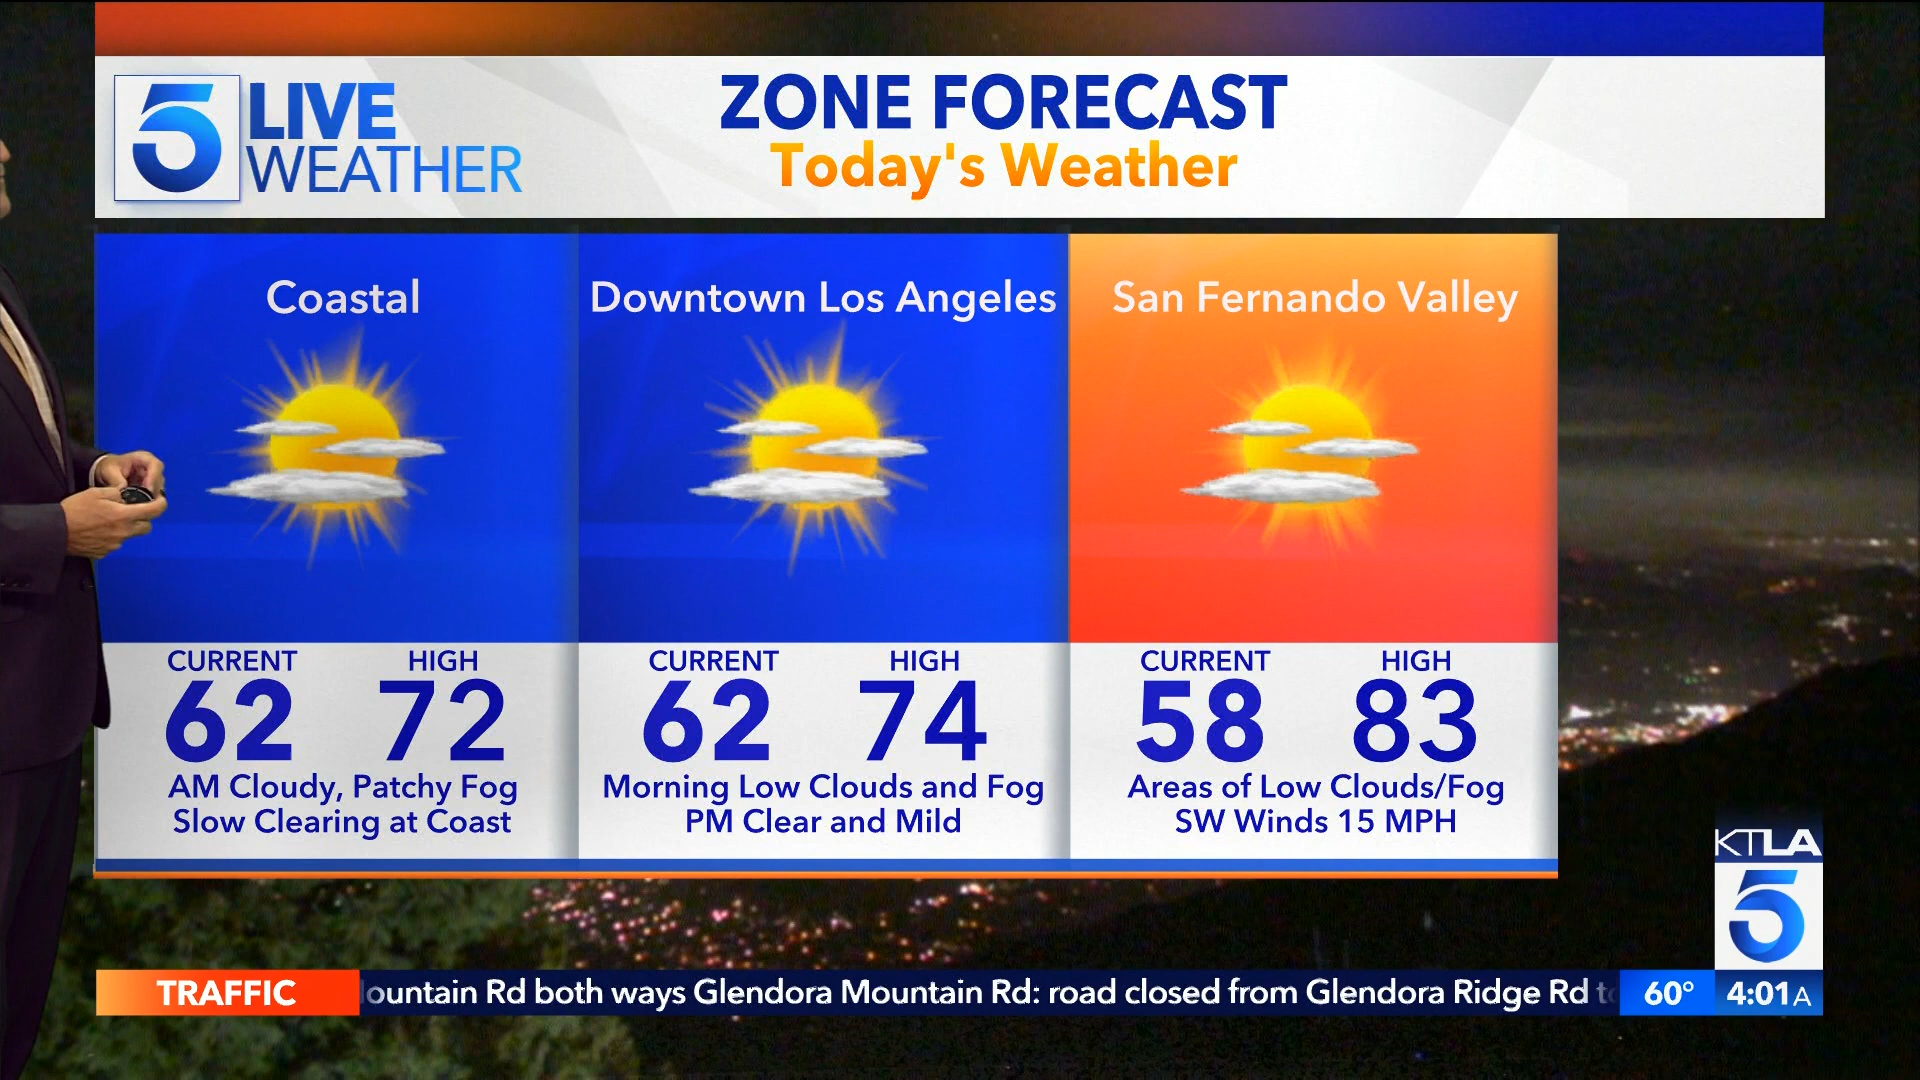 5 LIVE
WEATHER
ZONE FORECAST
Today's Weather
Coastal
CURRENT HIGH
62 72
AM Cloudy, Patchy Fog
Slow Clearing at Coast
Downtown Los Angeles
CURRENT HIGH
62 74
Morning Low Clouds and Fog
PM Clear and Mild
San Fernando Valley
CURRENT HIGH
58 83
Areas of Low Clouds/Fog
SW Winds 15 MPH
KTLA
5
TRAFFIC ountain Rd both ways Glendora Mountain Rd: road closed from Glendora Ridge Rd 60° 4:01A